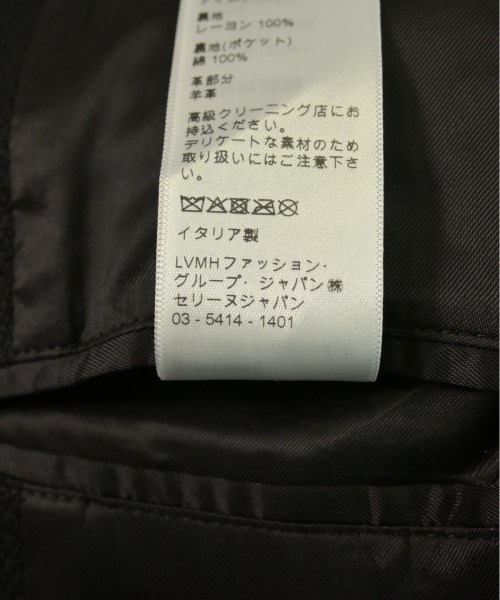 裏地
レーヨン 100%
裏地(ポケット)
綿 100%
革部分
羊革
高級クリーニング店にお
持込ください。
デリケートな素材のため
取り扱いにはご注意下さ
い。
イタリア製
LVMHファッション・
グループ・ジャパン㈱
セリーヌジャパン
03 - 5414 - 1401